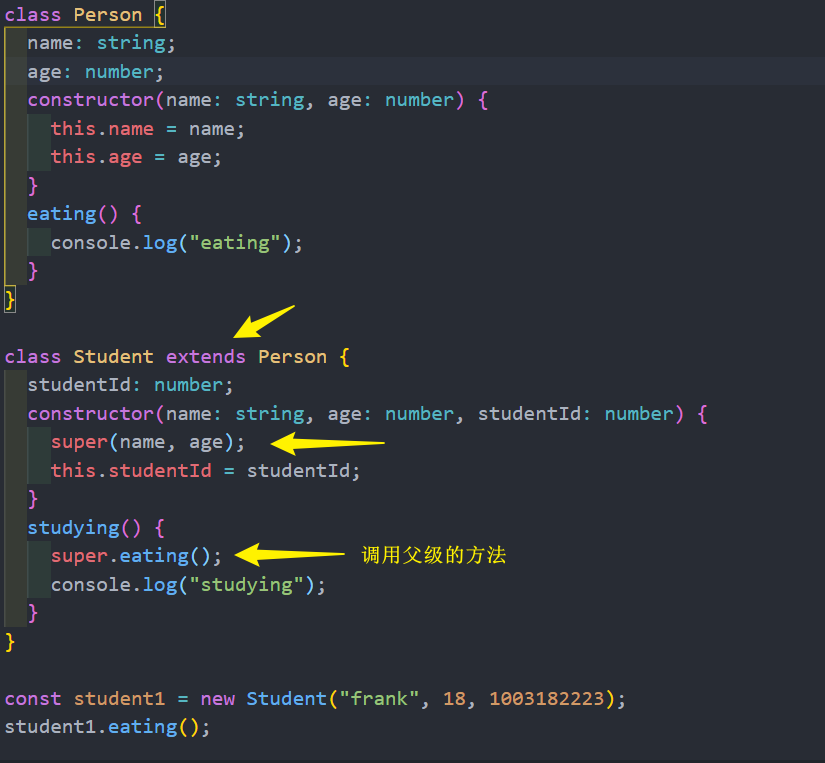 class Person {
  name: string;
  age: number;
  constructor(name: string, age: number) {
    this.name = name;
    this.age = age;
  }
  eating() {
    console.log("eating");
  }
}

class Student extends Person {
  studentId: number;
  constructor(name: string, age: number, studentId: number) {
    super(name, age);
    this.studentId = studentId;
  }
  studying() {
    super.eating(); 调用父级的方法
    console.log("studying");
  }
}

const student1 = new Student("frank", 18, 1003182223);
student1.eating();